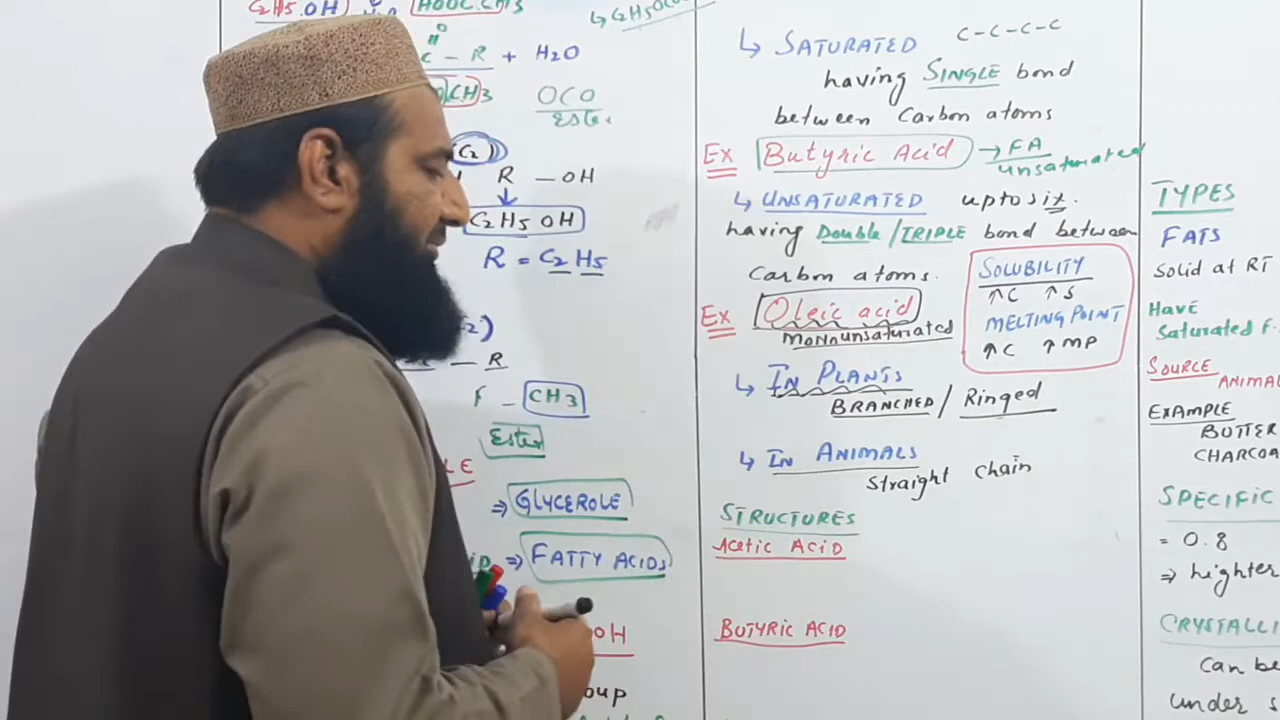 C2H5.OH
HOOC.CH3
C – R + H2O
CH3
OCO
Ester
R – OH
C2H5 OH
R = C2H5
– R
– CH3
Ester
⇒ GLYCEROLE
⇒ FATTY ACIDs
OH
oup
↳ SATURATED C-C-C-C
having SINGLE bond
between Carbon atoms
Ex Butyric Acid → FA
unsaturated
↳ UNSATURATED upto six.
having Double/TRIPLE bond between
Carbon atoms.
Ex Oleic acid
Monounsaturated
SOLUBILITY
↑C ↑S
MELTING POINT
↑C ↑MP
↳ IN PLANTS
BRANCHED / Ringed
↳ IN ANIMALS
Straight chain
STRUCTURES
Acetic ACID
BUTYRIC ACID
TYPES
FATS
Solid at RT
Have
Saturated F.
SOURCE
ANIMAL
EXAMPLE
BUTTER
SPECIFIC
= 0.8
⇒ highter
Can be
under s